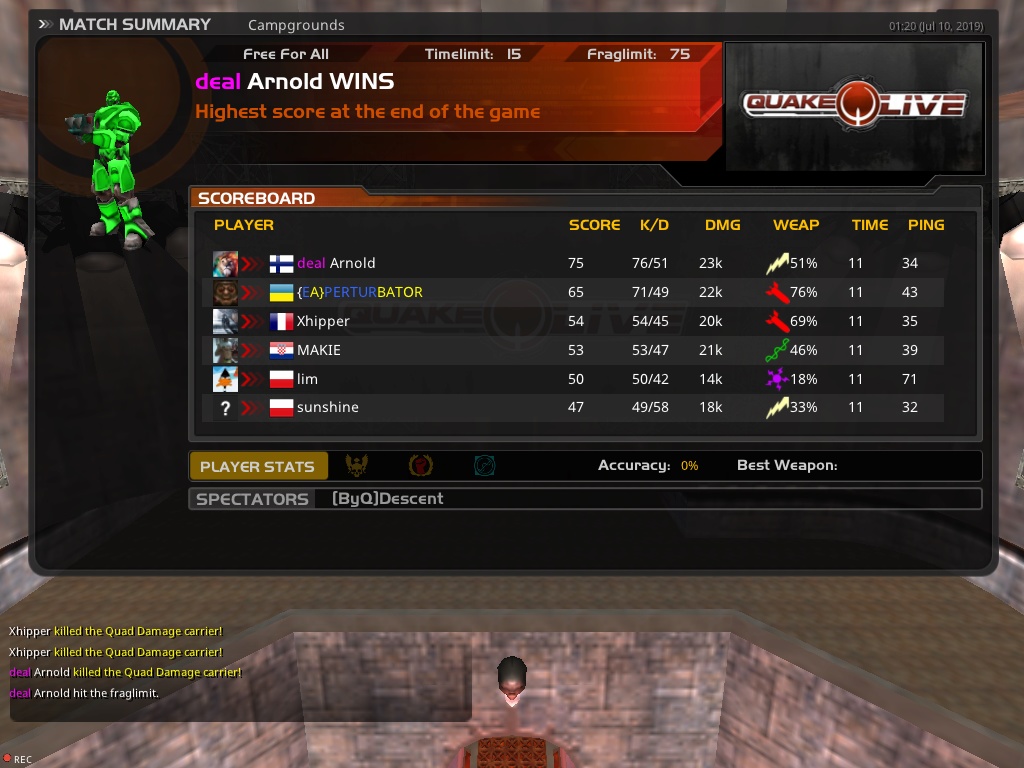 MATCH SUMMARY Campgrounds 01:20 (Jul 10, 2019)
Free For All Timelimit: 15 Fraglimit: 75
deal Arnold WINS
Highest score at the end of the game
QUAKE LIVE
SCOREBOARD
PLAYER SCORE K/D DMG WEAP TIME PING
deal Arnold 75 76/51 23k 51% 11 34
{EA}PERTURBATOR 65 71/49 22k 76% 11 43
Xhipper 54 54/45 20k 69% 11 35
MAKIE 53 53/47 21k 46% 11 39
lim 50 50/42 14k 18% 11 71
? sunshine 47 49/58 18k 33% 11 32
QUAKE LIVE
PLAYER STATS Accuracy: 0% Best Weapon:
SPECTATORS [ByQ]Descent
Xhipper killed the Quad Damage carrier!
Xhipper killed the Quad Damage carrier!
deal Arnold killed the Quad Damage carrier!
deal Arnold hit the fraglimit.
REC